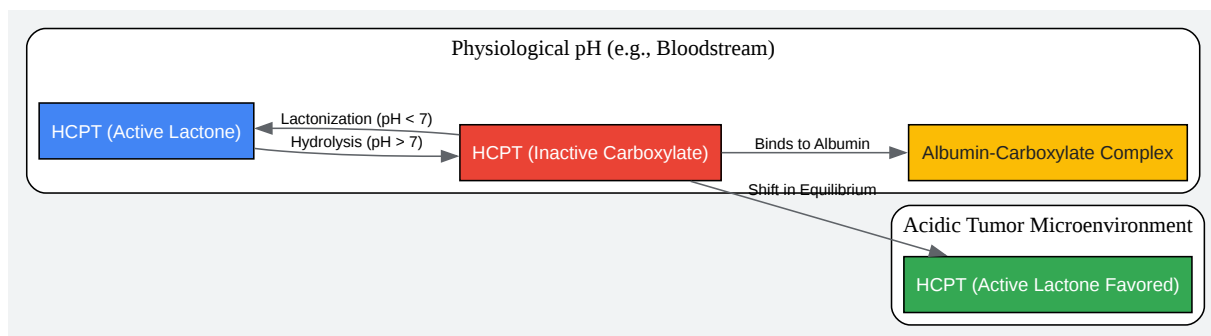 Physiological pH (e.g., Bloodstream)
HCPT (Active Lactone)
Lactonization (pH < 7)
Hydrolysis (pH > 7)
HCPT (Inactive Carboxylate)
Binds to Albumin
Albumin-Carboxylate Complex
Shift in Equilibrium
Acidic Tumor Microenvironment
HCPT (Active Lactone Favored)